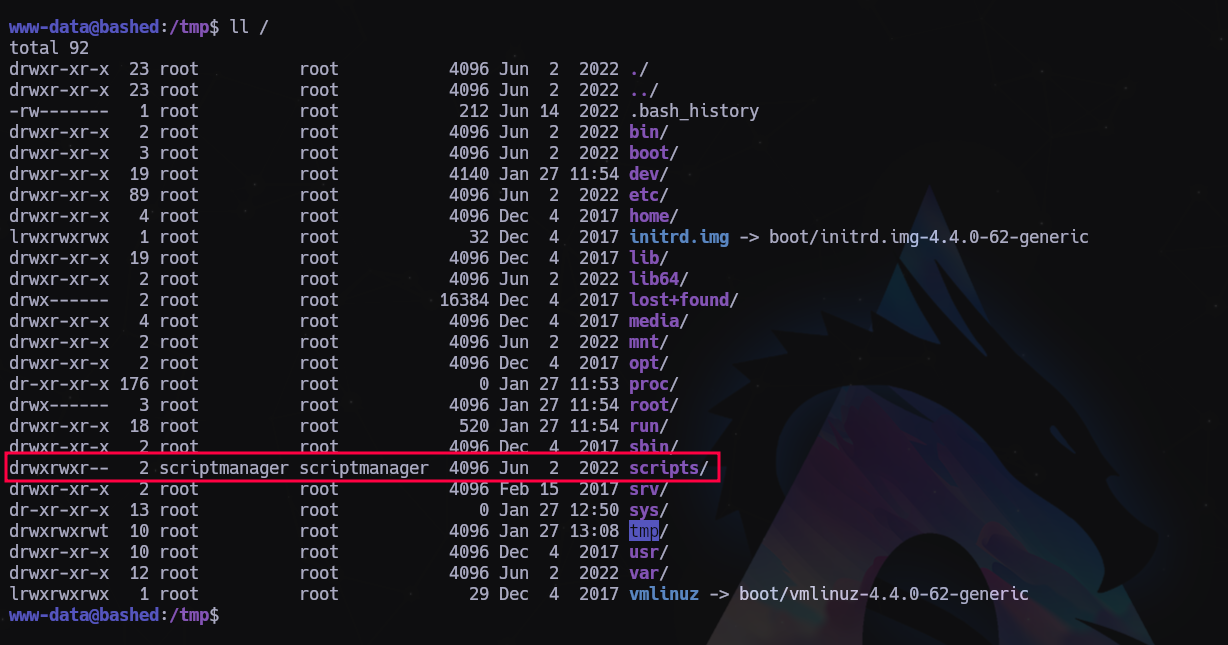 www-data@bashed:/tmp$ ll /
total 92
drwxr-xr-x  23 root          root           4096 Jun  2  2022 ./
drwxr-xr-x  23 root          root           4096 Jun  2  2022 ../
-rw-------   1 root          root            212 Jun 14  2022 .bash_history
drwxr-xr-x   2 root          root           4096 Jun  2  2022 bin/
drwxr-xr-x   3 root          root           4096 Jun  2  2022 boot/
drwxr-xr-x  19 root          root           4140 Jan 27 11:54 dev/
drwxr-xr-x  89 root          root           4096 Jun  2  2022 etc/
drwxr-xr-x   4 root          root           4096 Dec  4  2017 home/
lrwxrwxrwx   1 root          root             32 Dec  4  2017 initrd.img -> boot/initrd.img-4.4.0-62-generic
drwxr-xr-x  19 root          root           4096 Dec  4  2017 lib/
drwxr-xr-x   2 root          root           4096 Jun  2  2022 lib64/
drwx------   2 root          root          16384 Dec  4  2017 lost+found/
drwxr-xr-x   4 root          root           4096 Dec  4  2017 media/
drwxr-xr-x   2 root          root           4096 Jun  2  2022 mnt/
drwxr-xr-x   2 root          root           4096 Dec  4  2017 opt/
dr-xr-xr-x 176 root          root              0 Jan 27 11:53 proc/
drwx------   3 root          root           4096 Jan 27 11:54 root/
drwxr-xr-x  18 root          root            520 Jan 27 11:54 run/
drwxr-xr-x   2 root          root           4096 Dec  4  2017 sbin/
drwxrwxr--   2 scriptmanager scriptmanager  4096 Jun  2  2022 scripts/
drwxr-xr-x   2 root          root           4096 Feb 15  2017 srv/
dr-xr-xr-x  13 root          root              0 Jan 27 12:50 sys/
drwxrwxrwt  10 root          root           4096 Jan 27 13:08 tmp/
drwxr-xr-x  10 root          root           4096 Dec  4  2017 usr/
drwxr-xr-x  12 root          root           4096 Jun  2  2022 var/
lrwxrwxrwx   1 root          root             29 Dec  4  2017 vmlinuz -> boot/vmlinuz-4.4.0-62-generic
www-data@bashed:/tmp$